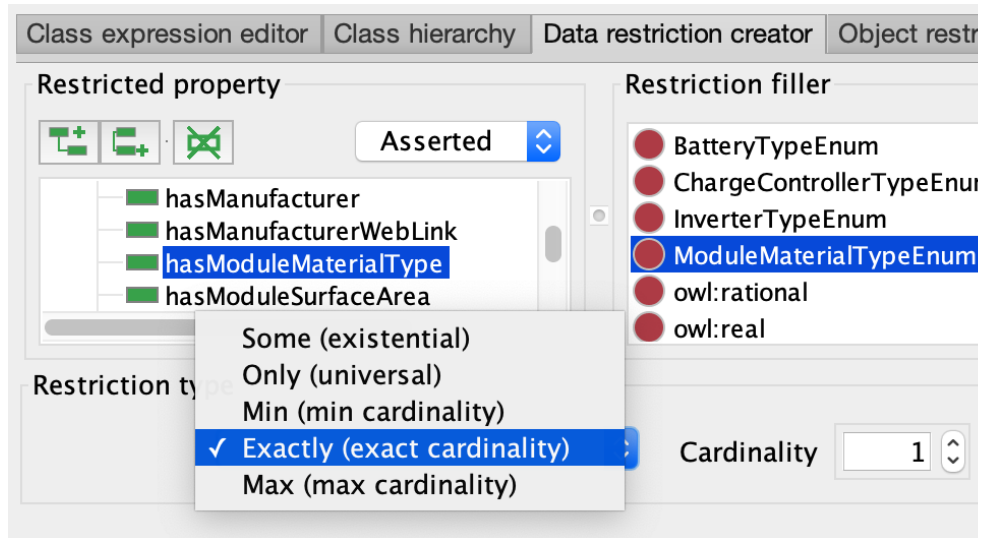 Class expression editor Class hierarchy Data restriction creator Object restr
Restricted property
Asserted
hasManufacturer
hasManufacturerWebLink
hasModuleMaterialType
hasModuleSurfaceArea
Restriction filler
BatteryTypeEnum
ChargeControllerTypeEnu
InverterTypeEnum
ModuleMaterialTypeEnum
owl:rational
owl:real
Restriction type
Some (existential)
Only (universal)
Min (min cardinality)
✓ Exactly (exact cardinality)
Max (max cardinality)
Cardinality 1